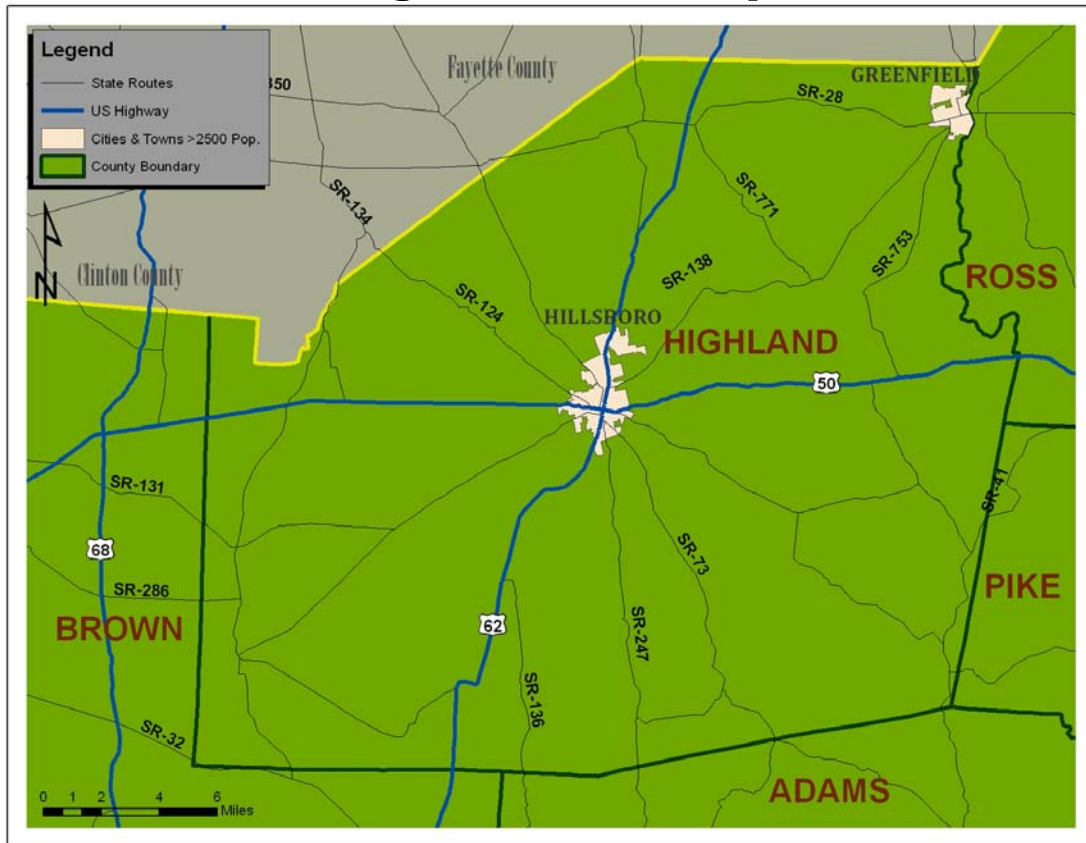 Legend
State Routes
US Highway
Cities & Towns >2500 Pop.
County Boundary
350
Fayette County
GREENFIELD
SR-28
SR-134
SR-771
SR-753
N
Clinton County
SR-138
ROSS
SR-124
HILLSBORO
HIGHLAND
50
SR-131
SR-41
68
SR-73
SR-286
PIKE
BROWN
62
SR-247
SR-136
SR-32
ADAMS
0 1 2 4 6
Miles